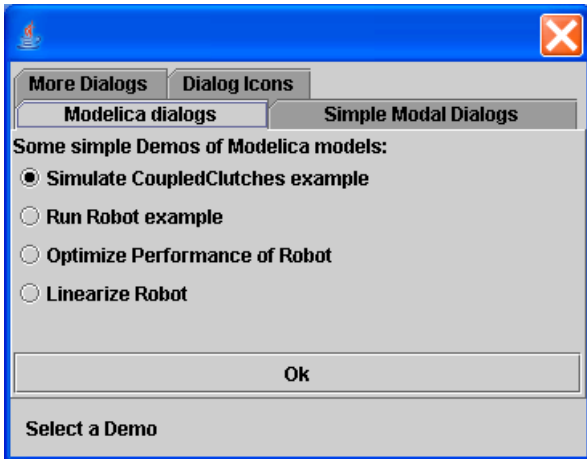 More Dialogs Dialog Icons
Modelica dialogs Simple Modal Dialogs
Some simple Demos of Modelica models:
Simulate CoupledClutches example
Run Robot example
Optimize Performance of Robot
Linearize Robot
Ok
Select a Demo